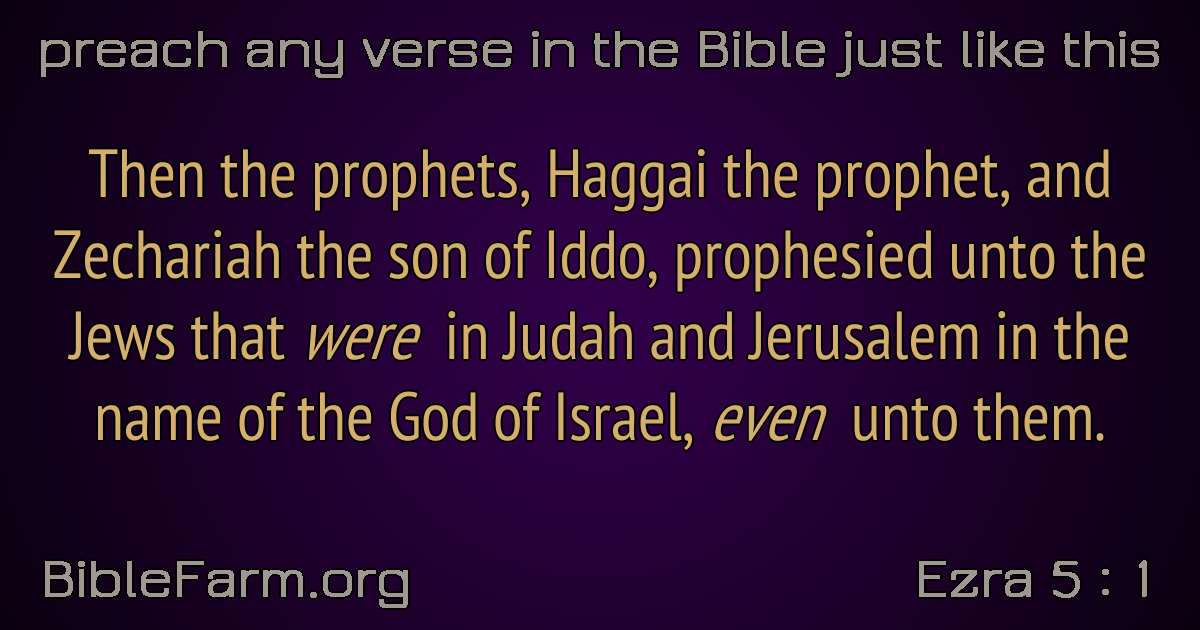 preach any verse in the Bible just like this
Then the prophets, Haggai the prophet, and
Zechariah the son of Iddo, prophesied unto the
Jews that were in Judah and Jerusalem in the
name of the God of Israel, even unto them.
BibleFarm.org
Ezra 5 : 1